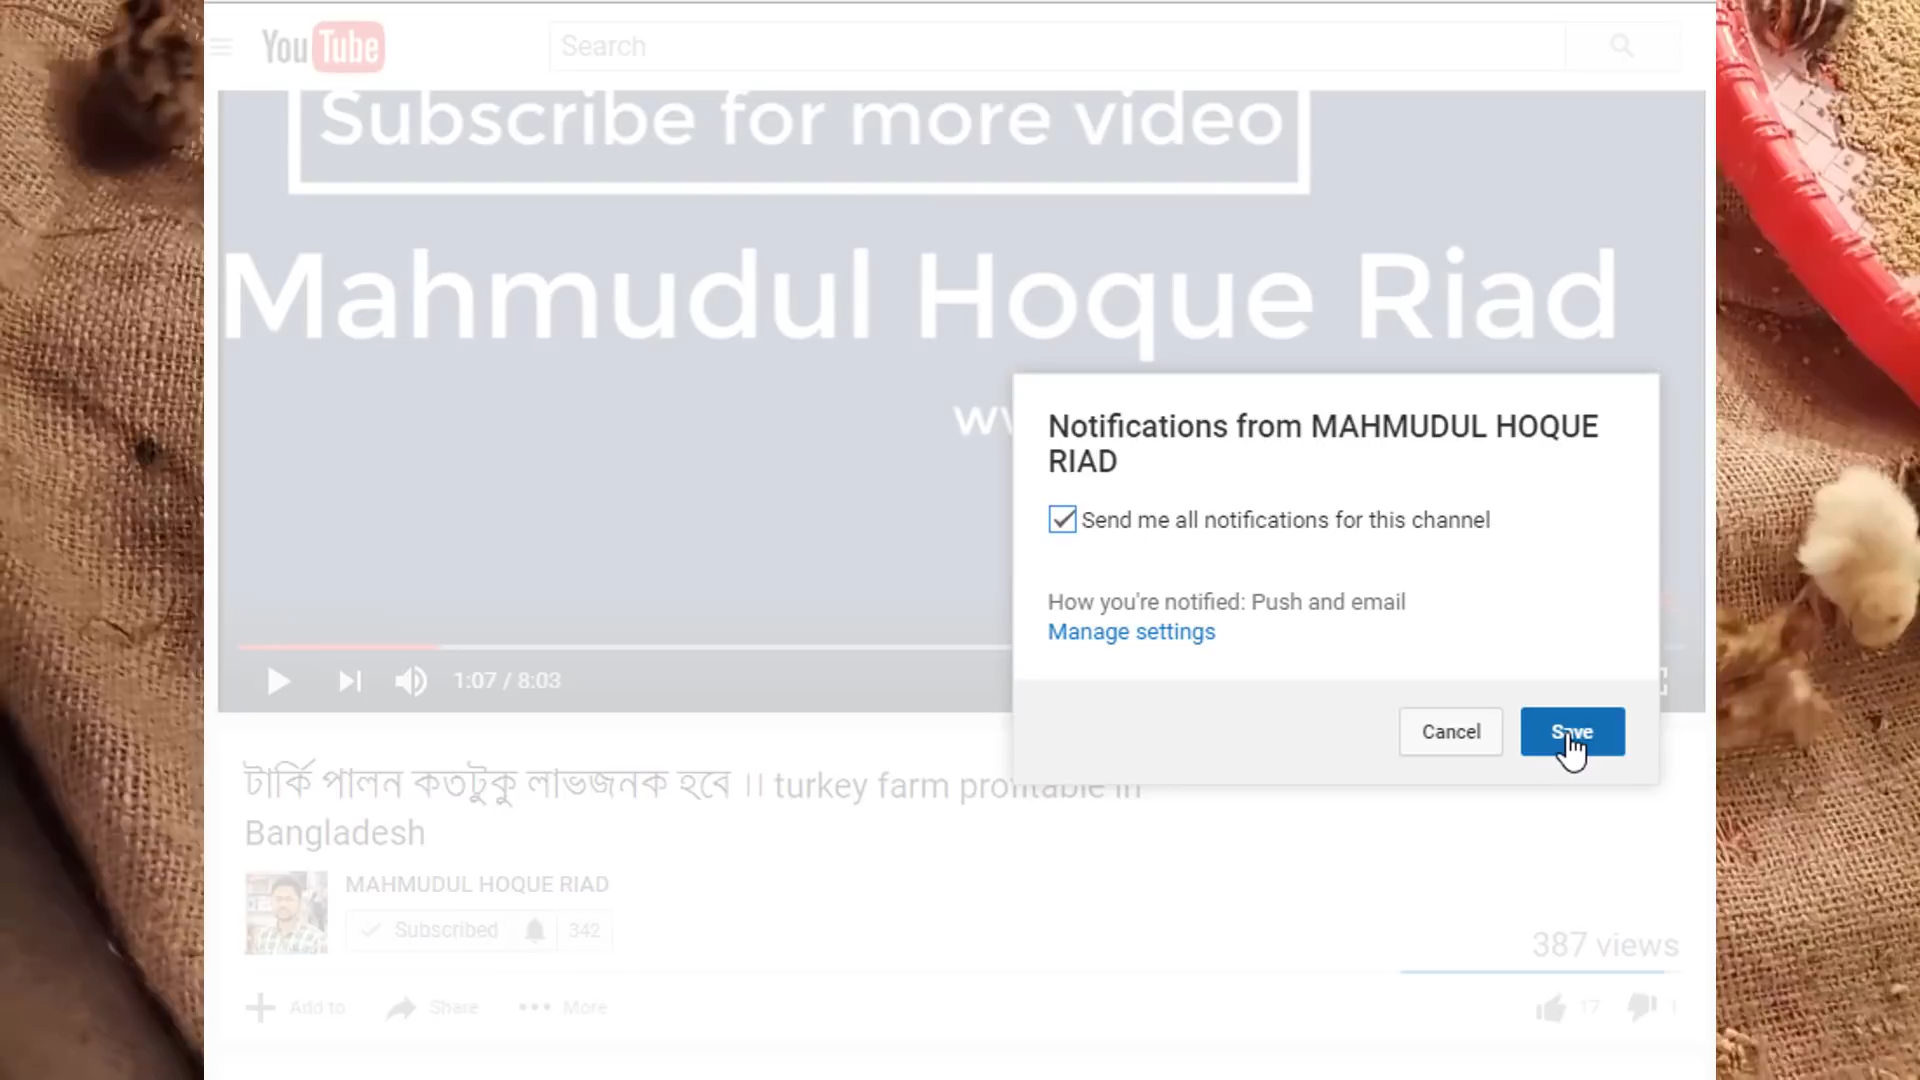 YouTube
Search
Subscribe for more video
Mahmudul Hoque Riad
Notifications from MAHMUDUL HOQUE
RIAD
Send me all notifications for this channel
How you're notified: Push and email
Manage settings
1:07 / 8:03
Cancel
Save
টার্কি পালন কতটুকু লাভজনক হবে ।। turkey farm profitable in
Bangladesh
MAHMUDUL HOQUE RIAD
Subscribed 342
387 views
Add to Share More
17 1